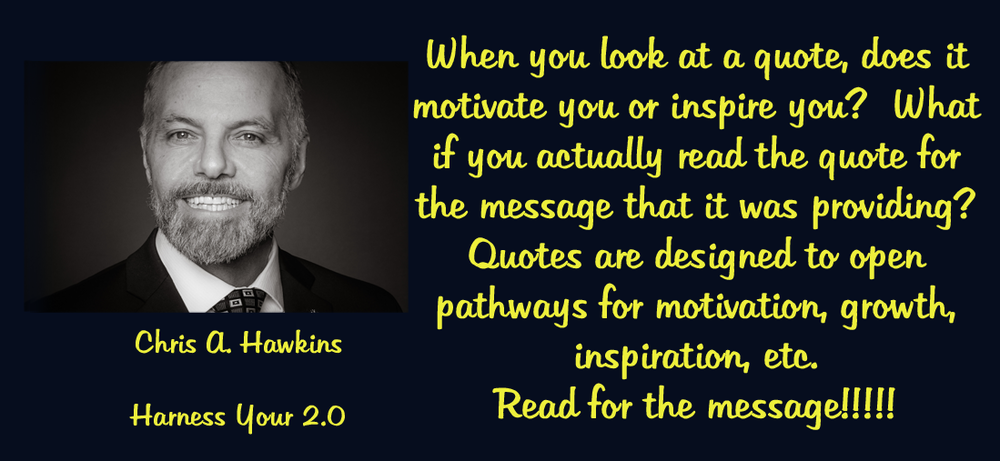 When you look at a quote, does it
motivate you or inspire you? What
if you actually read the quote for
the message that it was providing?
Quotes are designed to open
pathways for motivation, growth,
inspiration, etc.
Read for the message!!!!!
Chris A. Hawkins
Harness Your 2.0